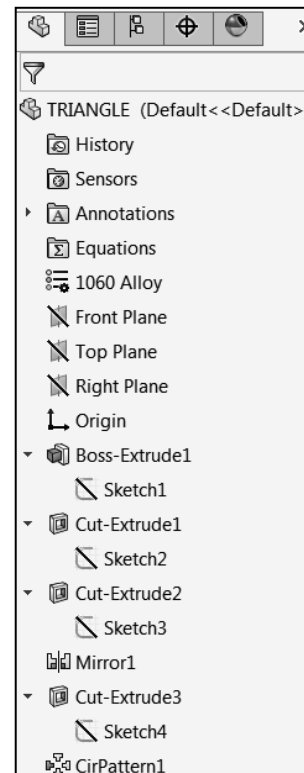 TRIANGLE (Default<<Default>
History
Sensors
Annotations
Equations
1060 Alloy
Front Plane
Top Plane
Right Plane
Origin
Boss-Extrude1
Sketch1
Cut-Extrude1
Sketch2
Cut-Extrude2
Sketch3
Mirror1
Cut-Extrude3
Sketch4
CirPattern1